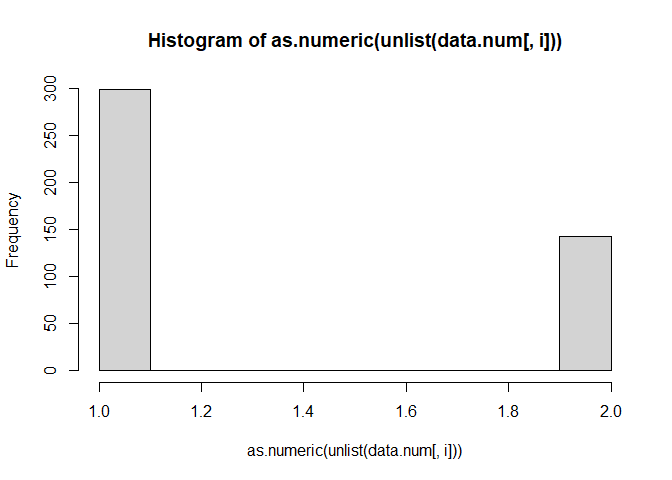 Histogram of as.numeric(unlist(data.num[, i]))
Frequency
300
250
200
150
100
50
0
1.0 1.2 1.4 1.6 1.8 2.0
as.numeric(unlist(data.num[, i]))